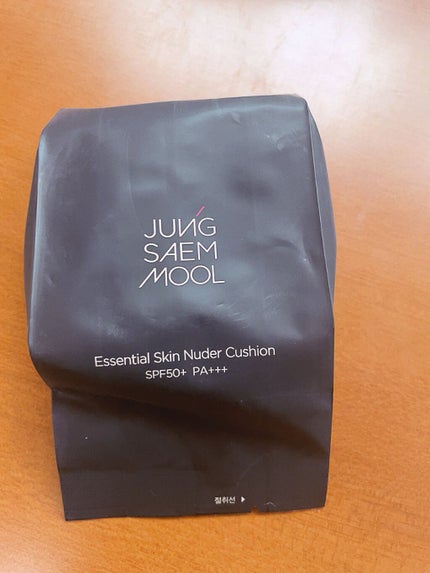 JUNG
SAEM
MOOL
Essential Skin Nuder Cushion
SPF50+ PA+++
절취선 ▶